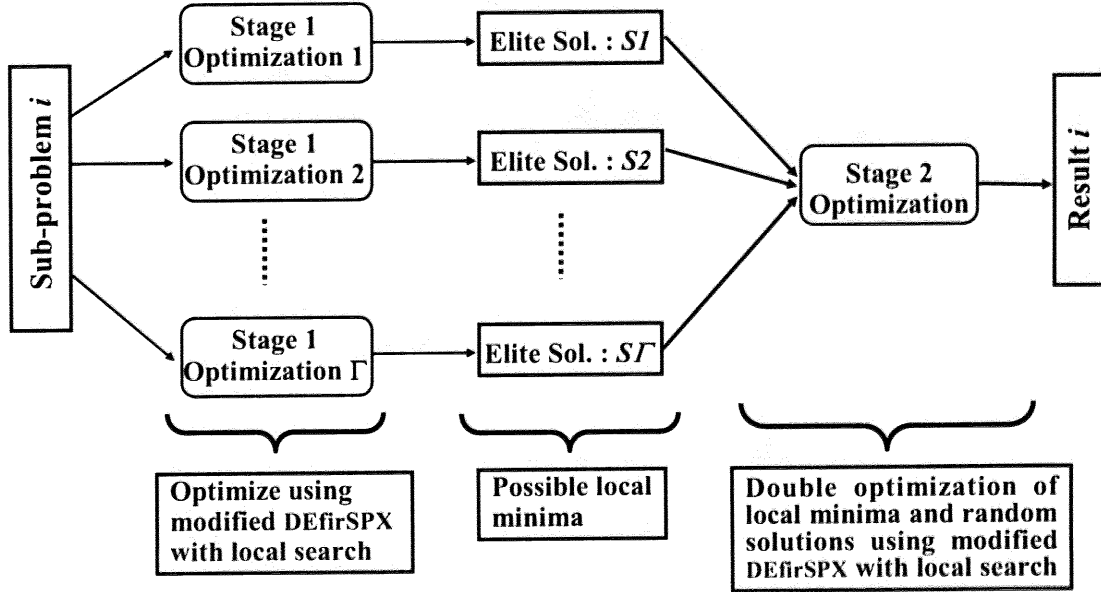 Sub-problem i
Stage 1
Optimization 1
Elite Sol. : S1
Stage 1
Optimization 2
Elite Sol. : S2
Stage 1
Optimization Γ
Elite Sol. : SΓ
Stage 2
Optimization
Result i
Optimize using
modified DEfirSPX
with local search
Possible local
minima
Double optimization of
local minima and random
solutions using modified
DEfirSPX with local search